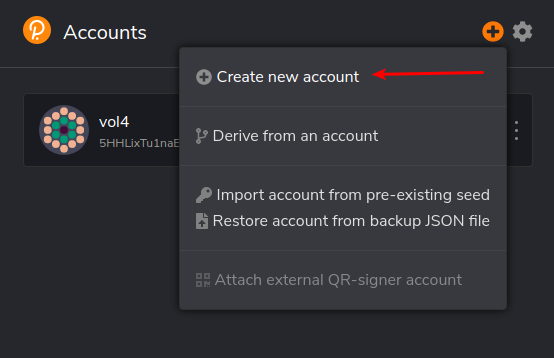 Accounts
Create new account
vol4
5HHLixTu1na
Derive from an account
Import account from pre-existing seed
Restore account from backup JSON file
Attach external QR-signer account